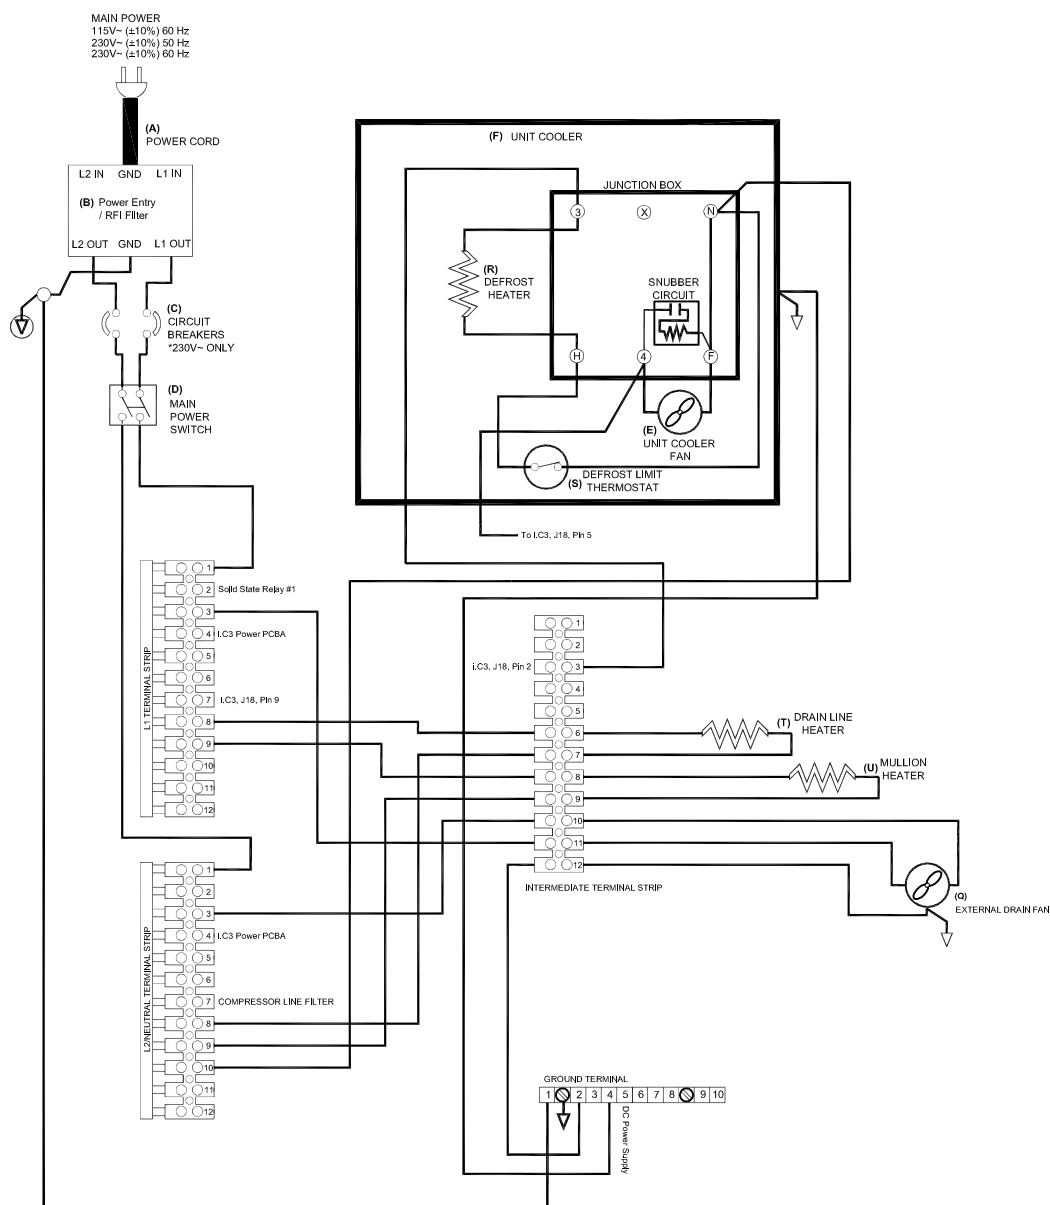 MAIN POWER
115V~ (±10%) 60 Hz
230V~ (±10%) 50 Hz
230V~ (±10%) 60 Hz
(A)
POWER CORD
L2 IN GND L1 IN
(B) Power Entry
/ RFI Filter
L2 OUT GND L1 OUT
(C)
CIRCUIT
BREAKERS
*230V~ ONLY
(D)
MAIN
POWER
SWITCH
(F) UNIT COOLER
JUNCTION BOX
3 X N
(R)
DEFROST
HEATER
SNUBBER
CIRCUIT
H 4 F
(E)
UNIT COOLER
FAN
(S)
DEFROST LIMIT
THERMOSTAT
To I.C3, J18, Pin 5
L1 TERMINAL STRIP
1
2 Solid State Relay #1
3
4 I.C3 Power PCBA
5
6
7 I.C3, J18, Pin 9
8
9
10
11
12
L2/NEUTRAL TERMINAL STRIP
1
2
3
4 I.C3 Power PCBA
5
6
7 COMPRESSOR LINE FILTER
8
9
10
11
12
1
2
i.C3, J18, Pin 2 3
4
5
6
7
8
9
10
11
12
INTERMEDIATE TERMINAL STRIP
(T)
DRAIN LINE
HEATER
(U)
MULLION
HEATER
(Q)
EXTERNAL DRAIN FAN
GROUND TERMINAL
1 2 3 4 5 6 7 8 9 10
DC Power Supply